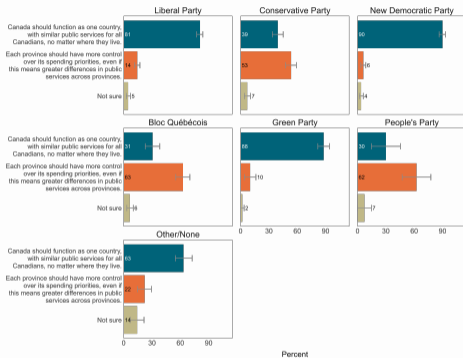 Liberal Party
Conservative Party
New Democratic Party
Canada should function as one country,
with similar public services for all
Canadians, no matter where they live.
81
39
90
Each province should have more control
over its spending priorities, even if
this means greater differences in public
services across provinces.
14
53
6
Not sure
5
7
4
Bloc Québécois
Green Party
People's Party
Canada should function as one country,
with similar public services for all
Canadians, no matter where they live.
31
88
30
Each province should have more control
over its spending priorities, even if
this means greater differences in public
services across provinces.
63
10
62
Not sure
6
2
7
Other/None
0 30 60 90
0 30 60 90
Canada should function as one country,
with similar public services for all
Canadians, no matter where they live.
63
Each province should have more control
over its spending priorities, even if
this means greater differences in public
services across provinces.
22
Not sure
14
0 30 60 90
Percent